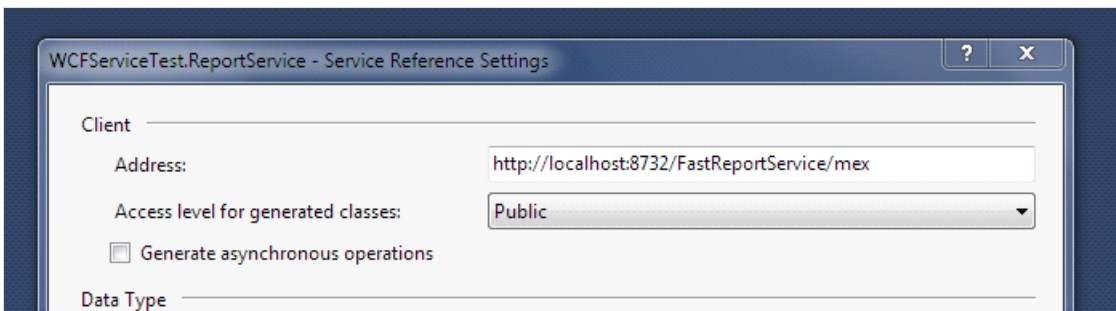 WCFServiceTest.ReportService - Service Reference Settings
? X
Client
Address: http://localhost:8732/FastReportService/mex
Access level for generated classes: Public
Generate asynchronous operations
Data Type